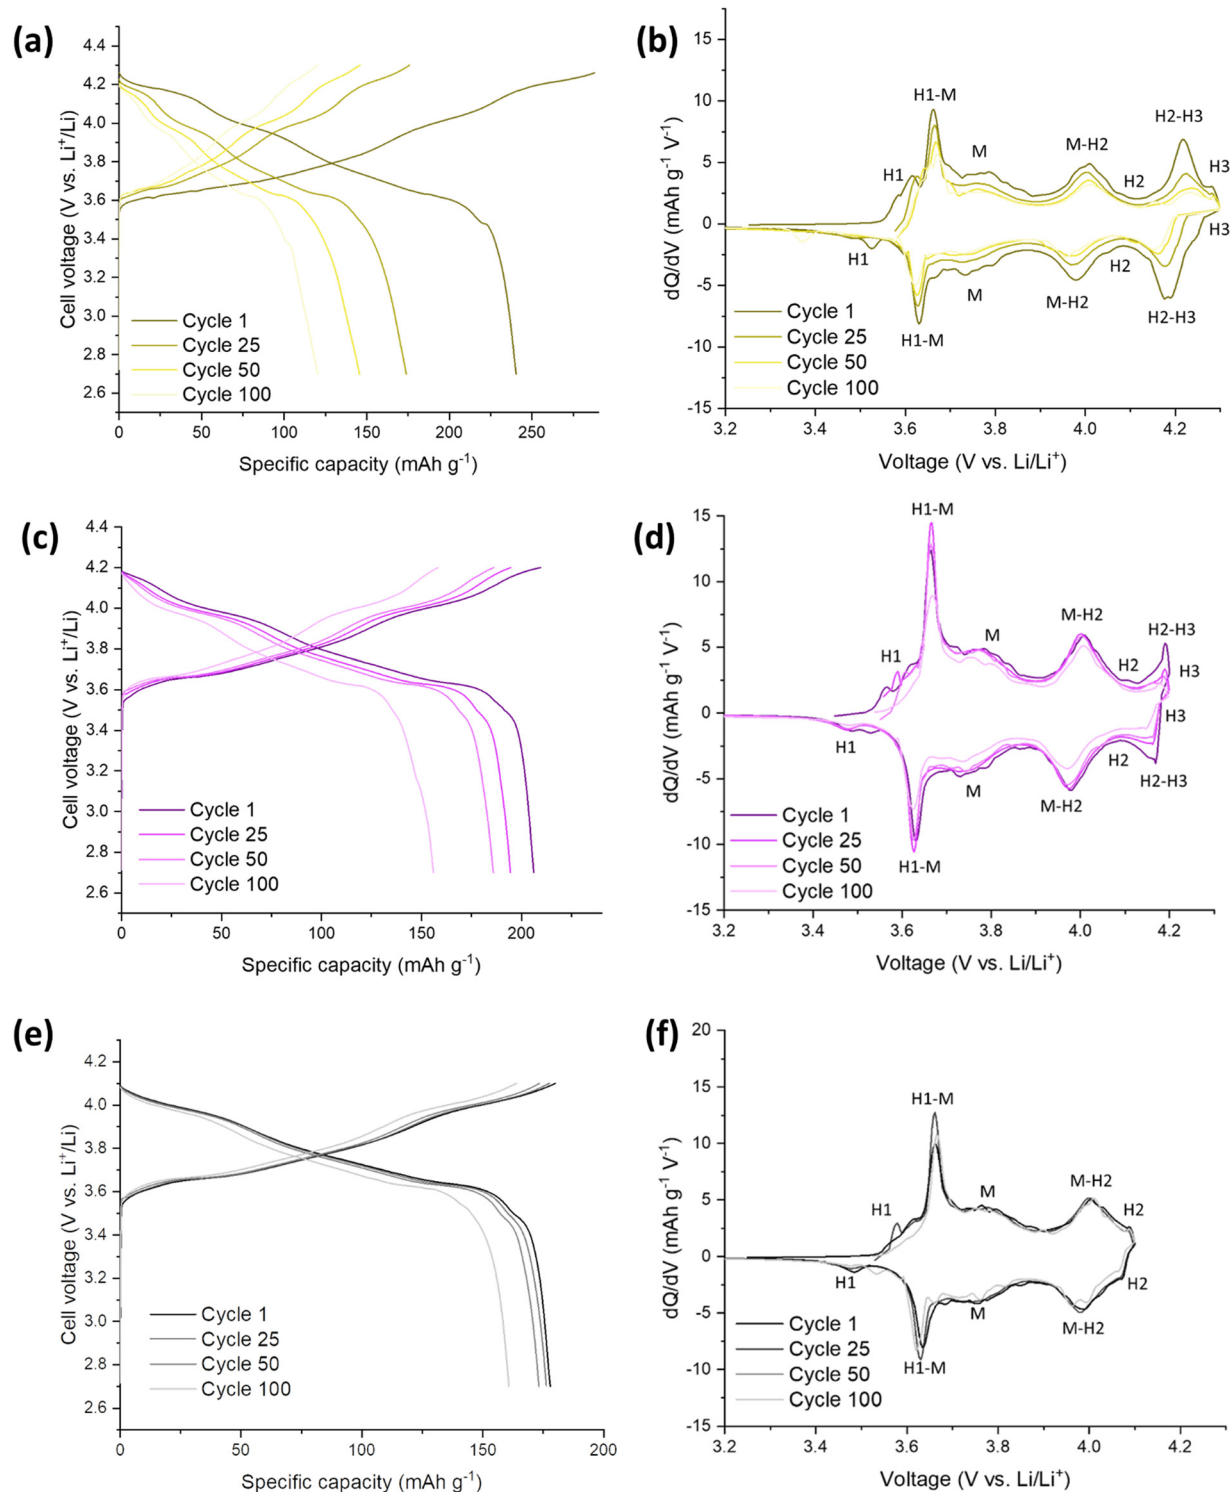 (a)
4.4
4.2
4.0
3.8
3.6
3.4
3.2
3.0
2.8
2.6
Cell voltage (V vs. Li⁺/Li)
Cycle 1
Cycle 25
Cycle 50
Cycle 100
0 50 100 150 200 250
Specific capacity (mAh g⁻¹)
(b)
15
10
5
0
-5
-10
-15
dQ/dV (mAh g⁻¹ V⁻¹)
H1-M
H2-H3
H1
M
M-H2
H2
H3
H3
H1
H2
M
M-H2
H2-H3
H1-M
Cycle 1
Cycle 25
Cycle 50
Cycle 100
3.2 3.4 3.6 3.8 4.0 4.2
Voltage (V vs. Li/Li⁺)
(c)
4.4
4.2
4.0
3.8
3.6
3.4
3.2
3.0
2.8
2.6
Cell voltage (V vs. Li⁺/Li)
Cycle 1
Cycle 25
Cycle 50
Cycle 100
0 50 100 150 200
Specific capacity (mAh g⁻¹)
(d)
15
10
5
0
-5
-10
-15
dQ/dV (mAh g⁻¹ V⁻¹)
H1-M
M-H2
H2-H3
H1
M
H2
H3
H3
H1
H2
M
M-H2
H2-H3
H1-M
Cycle 1
Cycle 25
Cycle 50
Cycle 100
3.2 3.4 3.6 3.8 4.0 4.2
Voltage (V vs. Li/Li⁺)
(e)
4.2
4.0
3.8
3.6
3.4
3.2
3.0
2.8
2.6
Cell voltage (V vs. Li⁺/Li)
Cycle 1
Cycle 25
Cycle 50
Cycle 100
0 50 100 150 200
Specific capacity (mAh g⁻¹)
(f)
20
15
10
5
0
-5
-10
-15
dQ/dV (mAh g⁻¹ V⁻¹)
H1-M
M-H2
H1
M
H2
H1
H2
M
M-H2
H1-M
Cycle 1
Cycle 25
Cycle 50
Cycle 100
3.2 3.4 3.6 3.8 4.0 4.2
Voltage (V vs. Li/Li⁺)